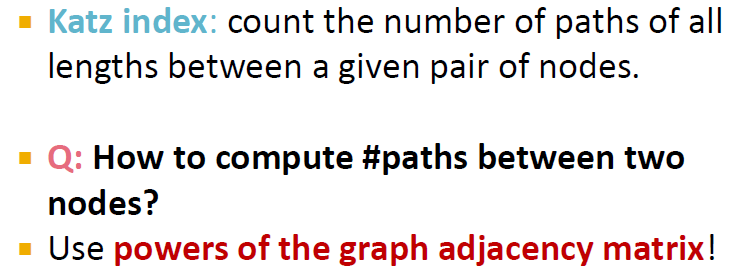 ▪ Katz index: count the number of paths of all
lengths between a given pair of nodes.
▪ Q: How to compute #paths between two
nodes?
▪ Use powers of the graph adjacency matrix!